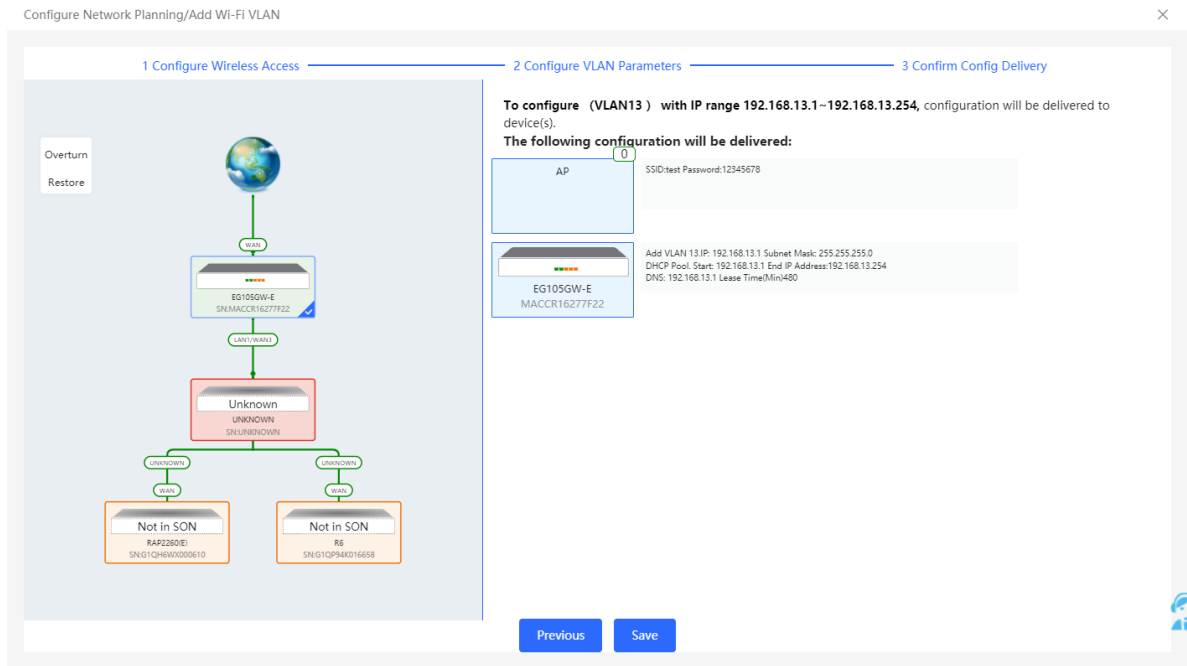 Configure Network Planning/Add Wi-Fi VLAN
1 Configure Wireless Access
2 Configure VLAN Parameters
3 Confirm Config Delivery
Overturn
Restore
WAN
EG105GW-E
SN:MACCR16277F22
LAN1/WAN3
Unknown
UNKNOWN
SN:UNKNOWN
UNKNOWN
UNKNOWN
WAN
WAN
Not in SON
RAP2260(E)
SN:G1QH6WX000610
Not in SON
R6
SN:G1QP94K016658
To configure （VLAN13 ） with IP range 192.168.13.1~192.168.13.254, configuration will be delivered to
device(s).
The following configuration will be delivered:
0
AP
SSID:test Password:12345678
EG105GW-E
MACCR16277F22
Add VLAN 13.IP: 192.168.13.1 Subnet Mask: 255.255.255.0
DHCP Pool. Start: 192.168.13.1 End IP Address:192.168.13.254
DNS: 192.168.13.1 Lease Time(Min)480
Previous
Save